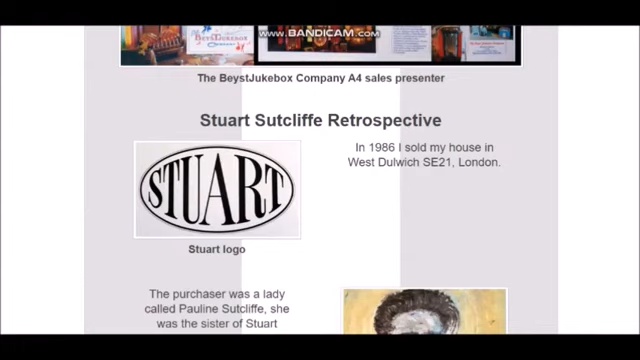 www.BANDICAM.com
The BeystJukebox Company A4 sales presenter
Stuart Sutcliffe Retrospective
STUART
In 1986 I sold my house in
West Dulwich SE21, London.
Stuart logo
The purchaser was a lady
called Pauline Sutcliffe, she
was the sister of Stuart